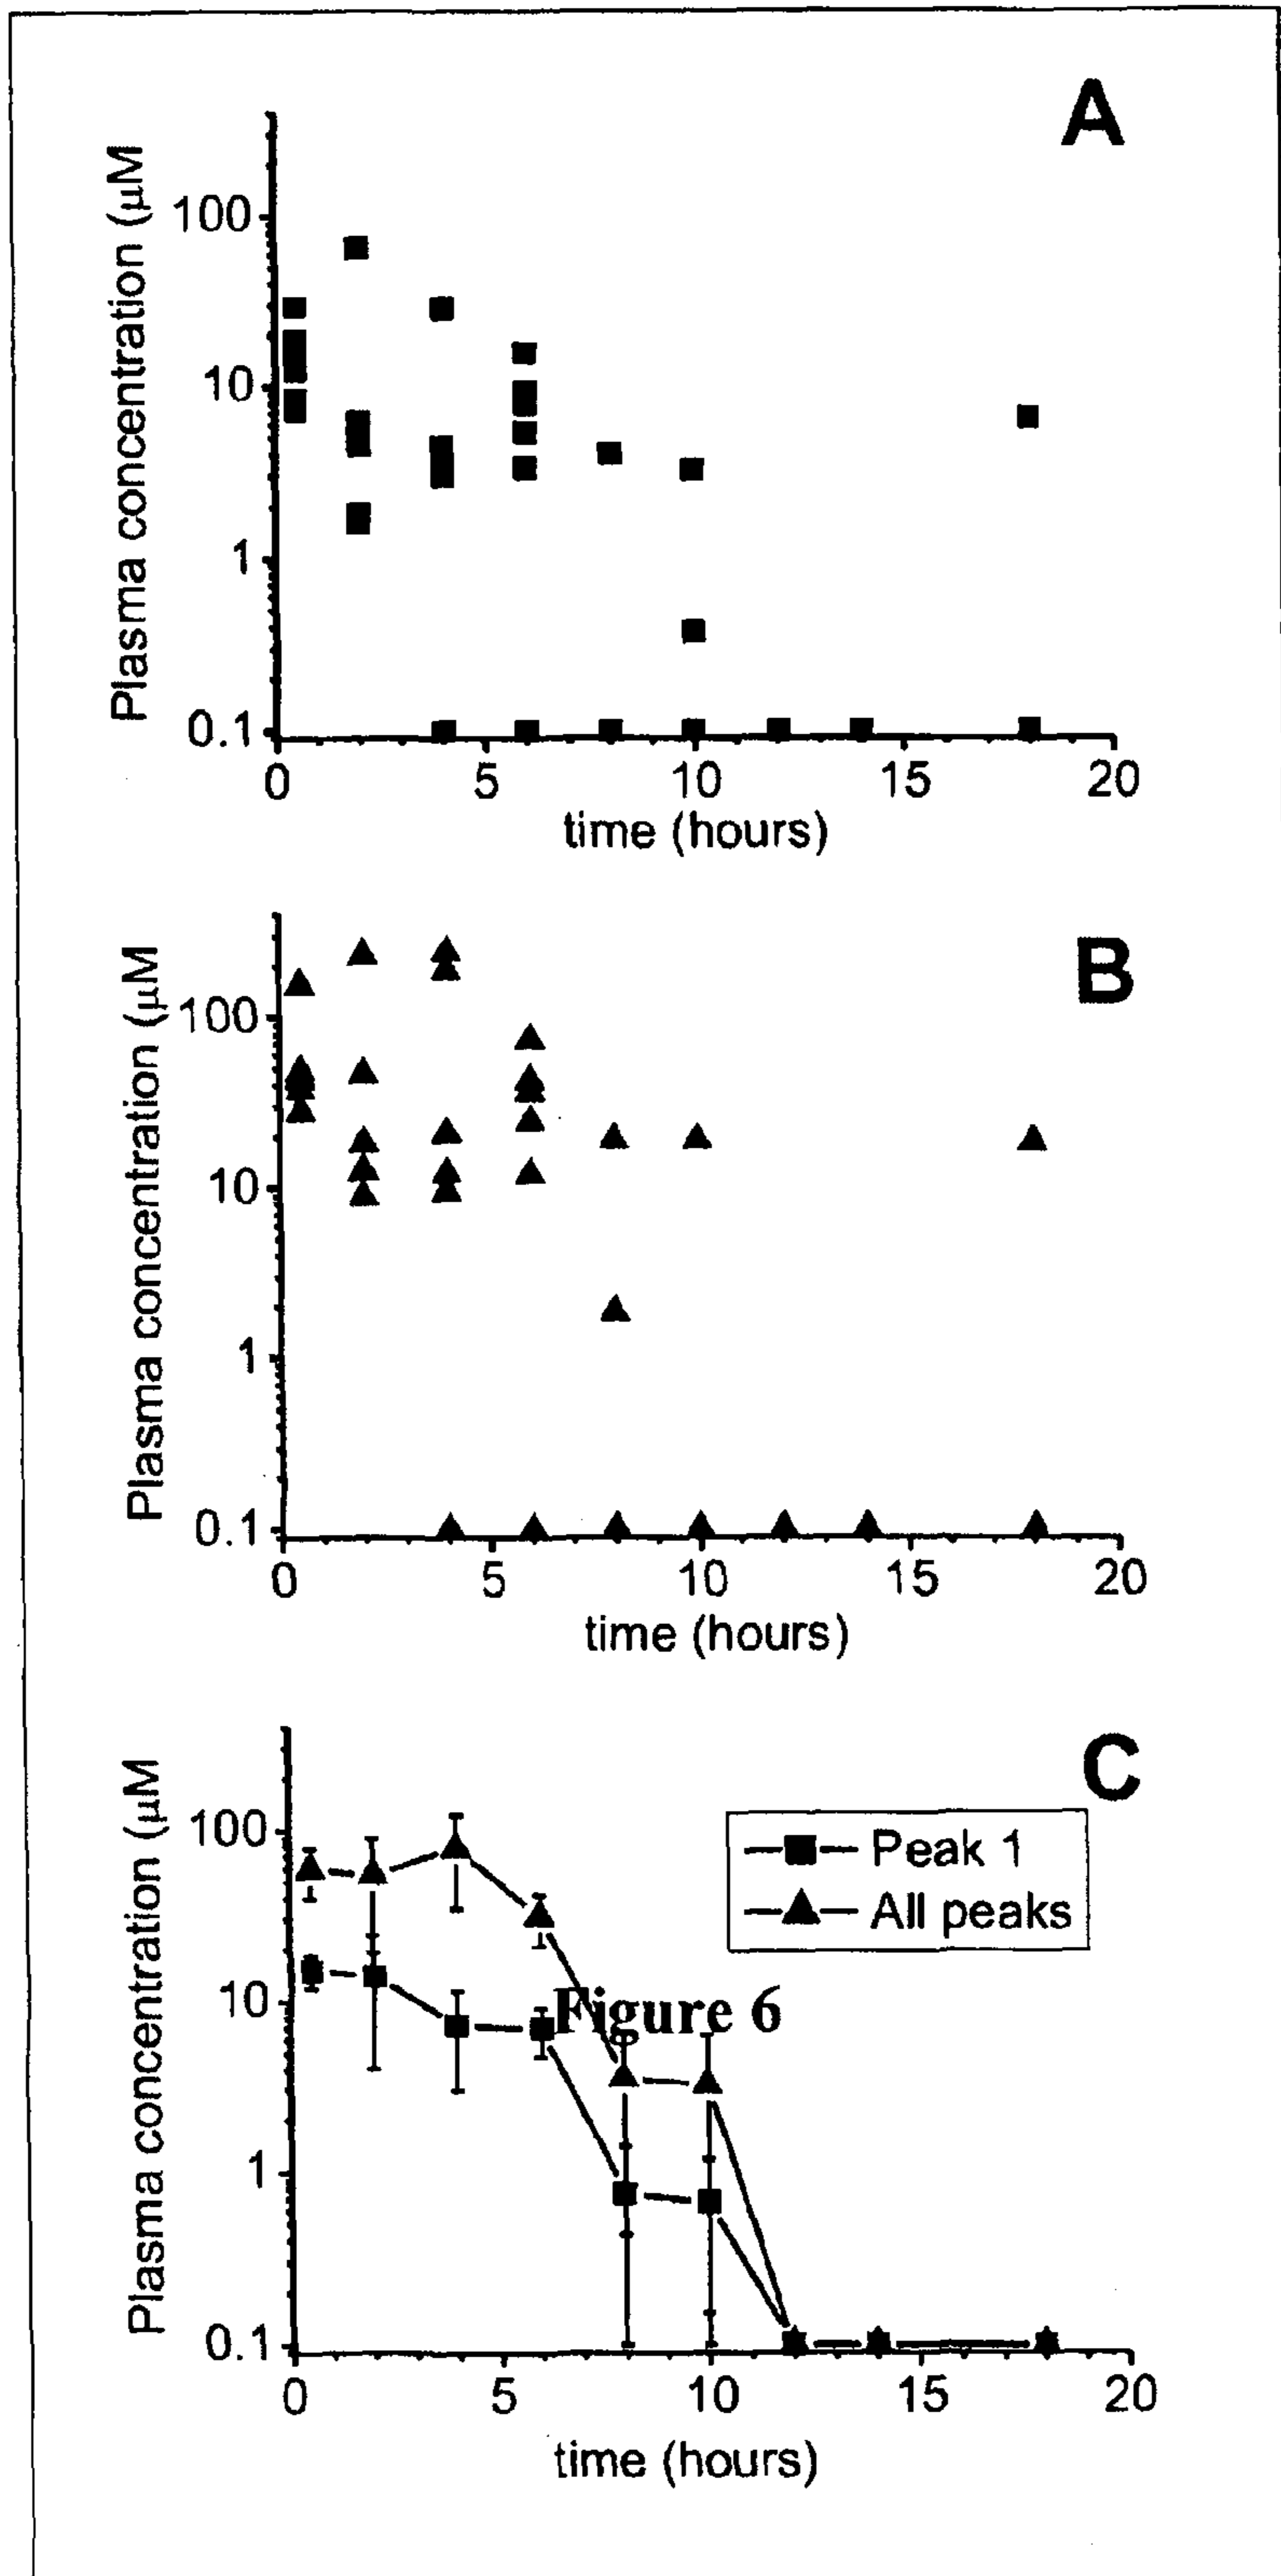 A
Plasma concentration (μM
100
10
1
0.1
0 5 10 15 20
time (hours)
B
Plasma concentration (μM
100
10
1
0.1
0 5 10 15 20
time (hours)
C
Plasma concentration (μM
100
10
1
0.1
Peak 1
All peaks
Figure 6
0 5 10 15 20
time (hours)